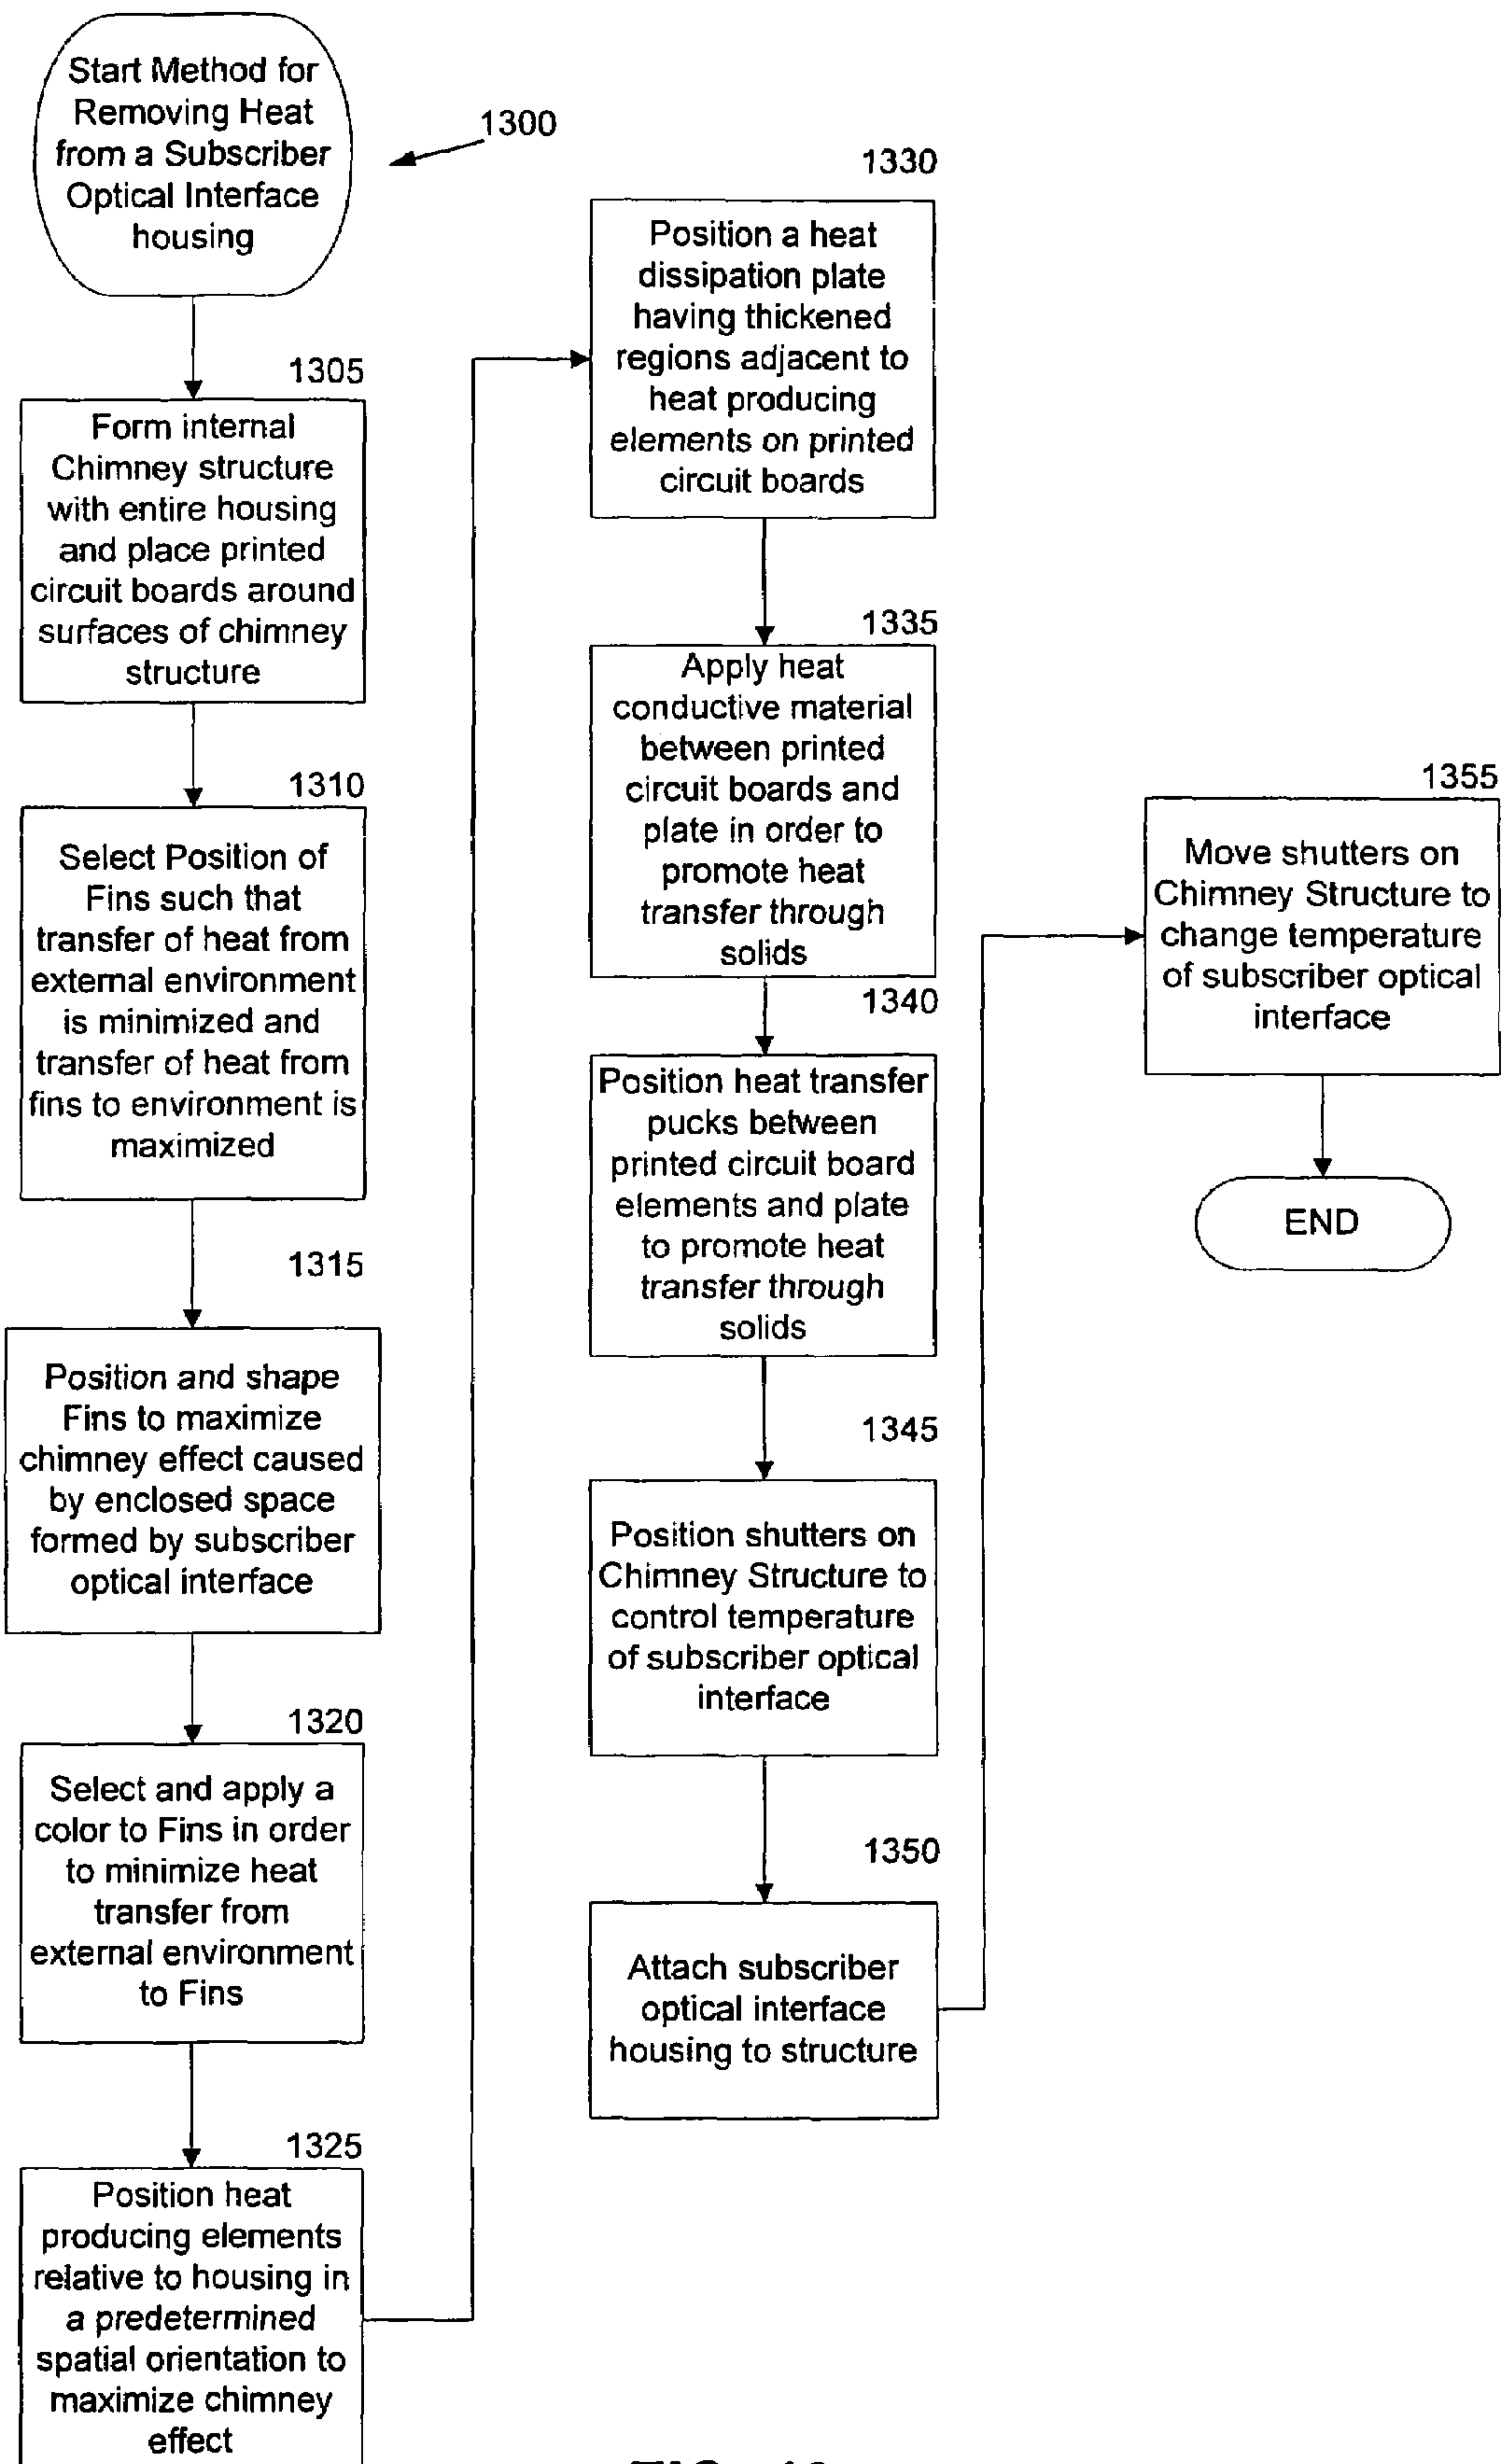 Start Method for
Removing Heat
from a Subscriber
Optical Interface
housing
1300
1305
Form internal
Chimney structure
with entire housing
and place printed
circuit boards around
surfaces of chimney
structure
1310
Select Position of
Fins such that
transfer of heat from
external environment
is minimized and
transfer of heat from
fins to environment is
maximized
1315
Position and shape
Fins to maximize
chimney effect caused
by enclosed space
formed by subscriber
optical interface
1320
Select and apply a
color to Fins in order
to minimize heat
transfer from
external environment
to Fins
1325
Position heat
producing elements
relative to housing in
a predetermined
spatial orientation to
maximize chimney
effect
1330
Position a heat
dissipation plate
having thickened
regions adjacent to
heat producing
elements on printed
circuit boards
1335
Apply heat
conductive material
between printed
circuit boards and
plate in order to
promote heat
transfer through
solids
1340
Position heat transfer
pucks between
printed circuit board
elements and plate
to promote heat
transfer through
solids
1345
Position shutters on
Chimney Structure to
control temperature
of subscriber optical
interface
1350
Attach subscriber
optical interface
housing to structure
1355
Move shutters on
Chimney Structure to
change temperature
of subscriber optical
interface
END